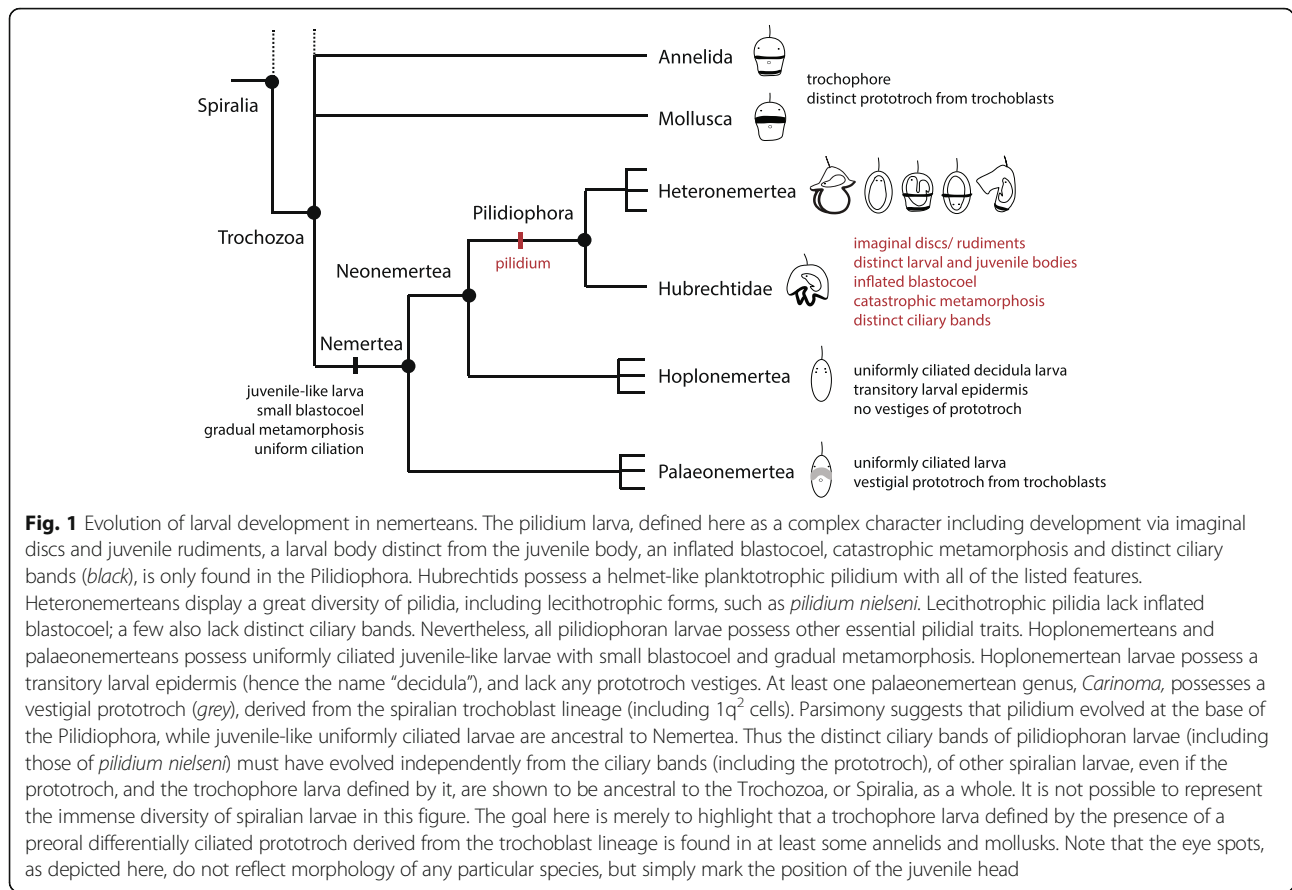 Annelida
trochophore
distinct prototroch from trochoblasts
Spiralia
Mollusca
Heteronemertea
Pilidiophora
Trochozoa
imaginal discs/ rudiments
distinct larval and juvenile bodies
inflated blastocoel
catastrophic metamorphosis
distinct ciliary bands
pilidium
Neonemertea
Hubrechtidae
Nemertea
juvenile-like larva
small blastocoel
gradual metamorphosis
uniform ciliation
Hoplonemertea
uniformly ciliated decidula larva
transitory larval epidermis
no vestiges of prototroch
Palaeonemertea
uniformly ciliated larva
vestigial prototroch from trochoblasts
Fig. 1 Evolution of larval development in nemerteans. The pilidium larva, defined here as a complex character including development via imaginal
discs and juvenile rudiments, a larval body distinct from the juvenile body, an inflated blastocoel, catastrophic metamorphosis and distinct ciliary
bands (black), is only found in the Pilidiophora. Hubrechtids possess a helmet-like planktotrophic pilidium with all of the listed features.
Heteronemerteans display a great diversity of pilidia, including lecithotrophic forms, such as pilidium nielseni. Lecithotrophic pilidia lack inflated
blastocoel; a few also lack distinct ciliary bands. Nevertheless, all pilidiophoran larvae possess other essential pilidial traits. Hoplonemerteans and
palaeonemerteans possess uniformly ciliated juvenile-like larvae with small blastocoel and gradual metamorphosis. Hoplonemertean larvae possess a
transitory larval epidermis (hence the name “decidula”), and lack any prototroch vestiges. At least one palaeonemertean genus, Carinoma, possesses a
vestigial prototroch (grey), derived from the spiralian trochoblast lineage (including 1q² cells). Parsimony suggests that pilidium evolved at the base of
the Pilidiophora, while juvenile-like uniformly ciliated larvae are ancestral to Nemertea. Thus the distinct ciliary bands of pilidiophoran larvae (including
those of pilidium nielseni) must have evolved independently from the ciliary bands (including the prototroch), of other spiralian larvae, even if the
prototroch, and the trochophore larva defined by it, are shown to be ancestral to the Trochozoa, or Spiralia, as a whole. It is not possible to represent
the immense diversity of spiralian larvae in this figure. The goal here is merely to highlight that a trochophore larva defined by the presence of a
preoral differentially ciliated prototroch derived from the trochoblast lineage is found in at least some annelids and mollusks. Note that the eye spots,
as depicted here, do not reflect morphology of any particular species, but simply mark the position of the juvenile head